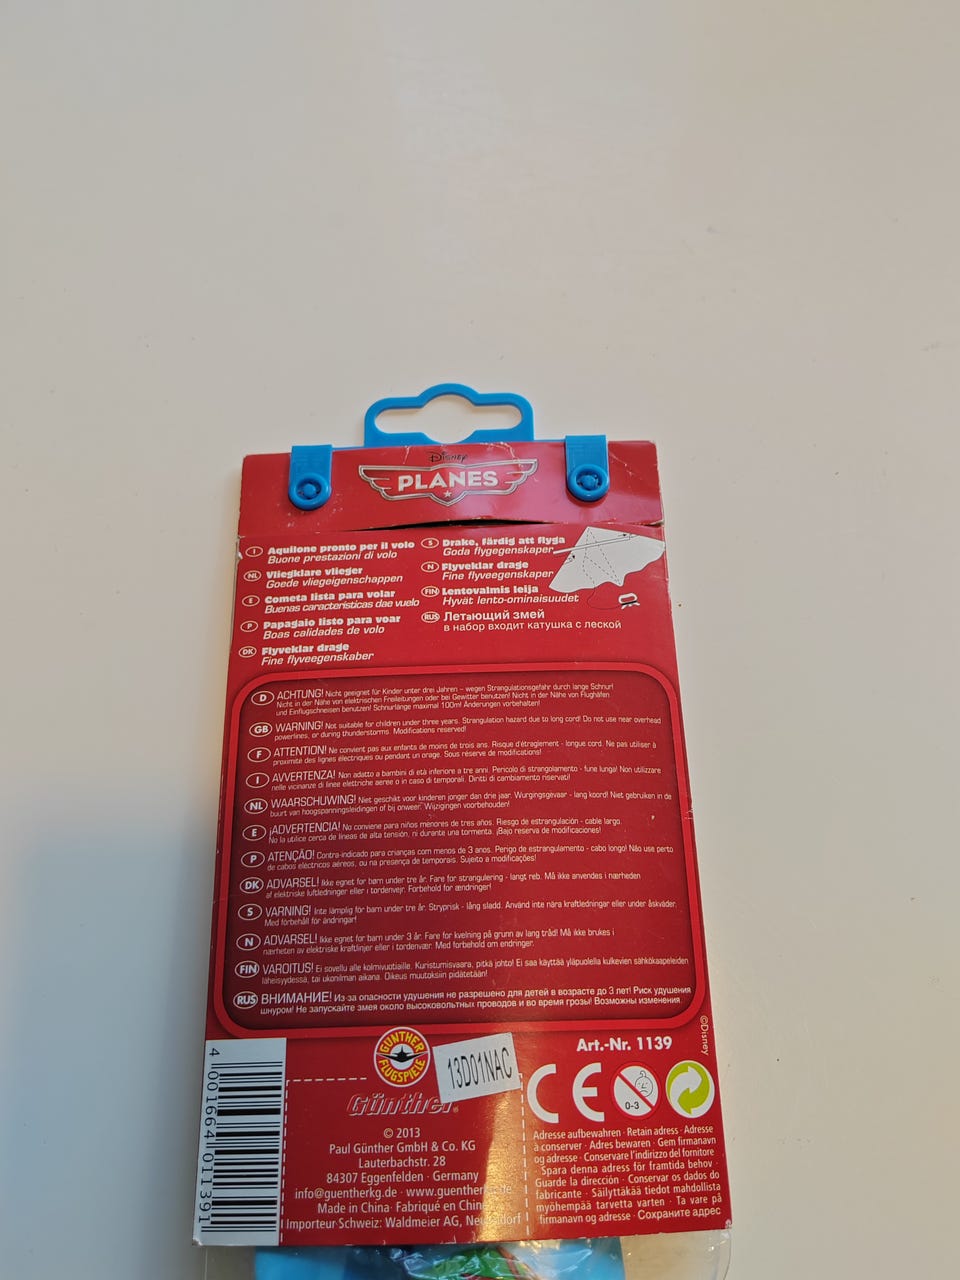 Disney
PLANES
I Aquilone pronto per il volo
Buone prestazioni di volo
NL Vliegklare vlieger
Goede vliegeigenschappen
E Cometa lista para volar
Buenas características dae vuelo
P Papagaio listo para voar
Boas calidades de volo
DK Flyveklar drage
Fine flyveegenskaber
S Drake, färdig att flyga
Goda flygegenskaper
N Flyveklar drage
Fine flyveegenskaper
FIN Lentovalmis leija
Hyvät lento-ominaisuudet
RUS Летающий змей
в набор входит катушка с леской
D ACHTUNG! Nicht geeignet für Kinder unter drei Jahren – wegen Strangulationsgefahr durch lange Schnur!
Nicht in der Nähe von elektrischen Freileitungen oder bei Gewitter benutzen! Nicht in der Nähe von Flughäfen
und Einflugschneisen benutzen! Schnurlänge maximal 100m! Änderungen vorbehalten!
GB WARNING! Not suitable for children under three years. Strangulation hazard due to long cord! Do not use near overhead
powerlines, or during thunderstorms. Modifications reserved!
F ATTENTION! Ne convient pas aux enfants de moins de trois ans. Risque d'étraglement - longue cord. Ne pas utiliser à
proximité des lignes électriques ou pendant un orage. Sous réserve de modifications!
I AVVERTENZA! Non adatto a bambini di età inferiore a tre anni. Pericolo di strangolamento - fune lunga! Non utilizzare
nelle vicinanze di linee elettriche aeree o in caso di temporali. Diritti di cambiamento riservati!
NL WAARSCHUWING! Niet geschikt voor kinderen jonger dan drie jaar. Wurgingsgevaar - lang koord! Niet gebruiken in de
buurt van hoogspanningsleidingen of bij onweer. Wijzigingen voorbehouden!
E ¡ADVERTENCIA! No conviene para niños menores de tres años. Riesgo de estrangulación - cable largo.
No la utilice cerca de líneas de alta tensión, ni durante una tormenta. ¡Bajo reserva de modificaciones!
P ATENÇÃO! Contra-indicado para crianças com menos de 3 anos. Perigo de estrangulamento - cabo longo! Não use perto
de cabos eléctricos aéreos, ou na presença de temporais. Sujeito a modificações!
DK ADVARSEL! Ikke egnet for børn under tre år. Fare for strangulering - langt reb. Må ikke anvendes i nærheden
af elektriske luftledninger eller i tordenvejr. Forbehold for ændringer!
S VARNING! Inte lämplig för barn under tre år. Stryprisk - lång sladd. Använd inte nära kraftledningar eller under åskväder.
Med förbehåll för ändringar!
N ADVARSEL! Ikke egnet for barn under 3 år. Fare for kvelning på grunn av lang tråd! Må ikke brukes i
nærheten av elektriske kraftlinjer eller i tordenvær. Med forbehold om endringer.
FIN VAROITUS! Ei sovellu alle kolmivuotiaille. Kuristumisvaara, pitkä johto! Ei saa käyttää yläpuolella kulkevien sähkökaapeleiden
läheisyydessä, tai ukonilman aikana. Oikeus muutoksiin pidätetään!
RUS ВНИМАНИЕ! Из-за опасности удушения не разрешено для детей в возрасте до 3 лет! Риск удушения
шнуром! Не запускайте змея около высоковольтных проводов и во время грозы! Возможны изменения.
©Disney
Art.-Nr. 1139
4 001664 011391
GÜNTHER
FLUGSPIELE
13D01NAC
Günther®
© 2013
Paul Günther GmbH & Co. KG
Lauterbachstr. 28
84307 Eggenfelden · Germany
info@guentherkg.de · www.guentherkg.de
Made in China · Fabriqué en Chine
Importeur Schweiz: Waldmeier AG, Neuendorf
CE
0-3
Adresse aufbewahren · Retain adress · Adresse
à conserver · Adres bewaren · Gem firmanavn
og adresse · Conservare l'indirizzo del fornitore
· Spara denna adress för framtida behov ·
Guarde la dirección · Conservar os dados do
fabricante · Säilyttäkää tiedot mahdollista
myöhempää tarvetta varten · Ta vare på
firmanavn og adresse · Сохраните адрес